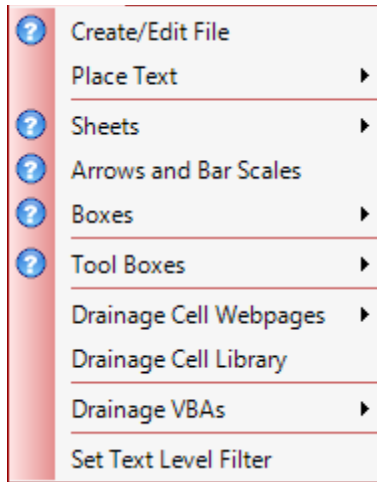 Create/Edit File
Place Text
Sheets
Arrows and Bar Scales
Boxes
Tool Boxes
Drainage Cell Webpages
Drainage Cell Library
Drainage VBAs
Set Text Level Filter